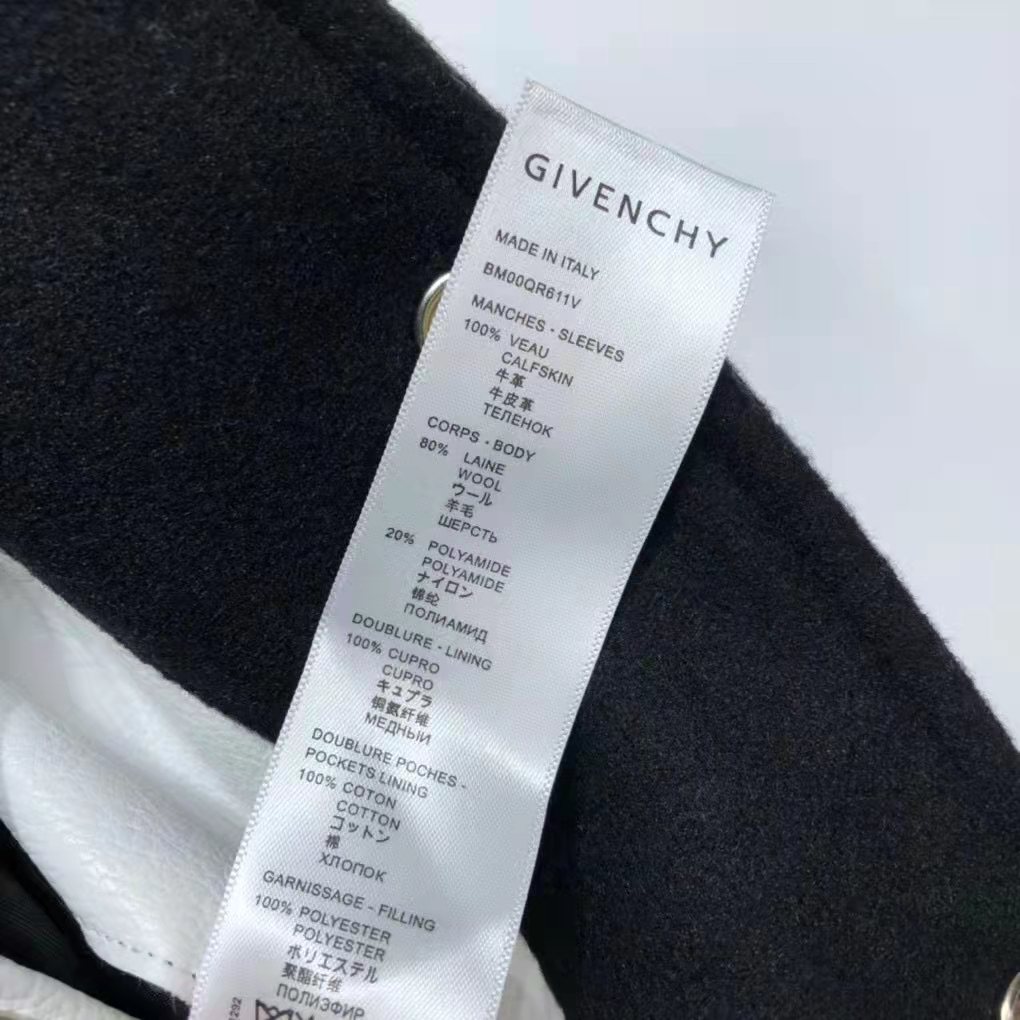 GIVENCHY
MADE IN ITALY
BM00QR611V
MANCHES - SLEEVES
100% VEAU
CALFSKIN
牛革
牛皮革
ТЕЛЕНОК
CORPS - BODY
80% LAINE
WOOL
ウール
羊毛
ШЕРСТЬ
20% POLYAMIDE
POLYAMIDE
ナイロン
锦纶
ПОЛИАМИД
DOUBLURE - LINING
100% CUPRO
CUPRO
キュプラ
铜氨纤维
МЕДНЫИ
DOUBLURE POCHES -
POCKETS LINING
100% COTON
COTTON
コットン
棉
ХЛОПОК
GARNISSAGE - FILLING
100% POLYESTER
POLYESTER
ポリエステル
聚酯纤维
ПОЛИЭФИР